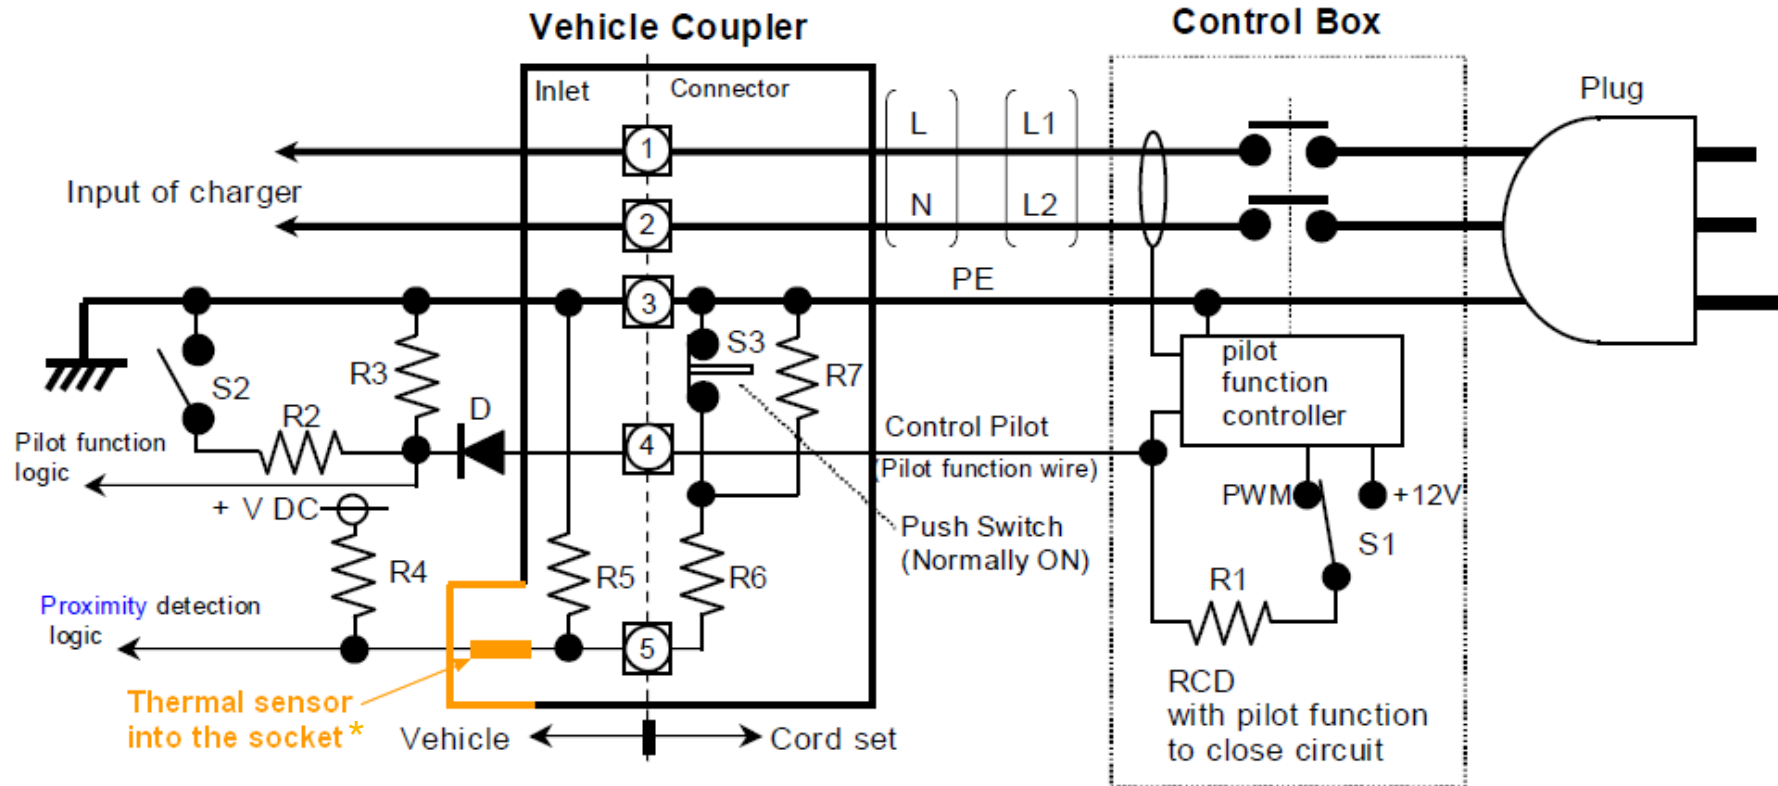 Vehicle Coupler
Control Box
Inlet
Connector
Plug
L
L1
1
Input of charger
N
L2
2
PE
3
S3
S2
R3
R7
pilot
function
controller
R2
D
4
Control Pilot
(Pilot function wire)
Pilot function
logic
+ V DC
PWM
+12V
Push Switch
(Normally ON)
S1
R4
R5
R6
R1
Proximity detection
logic
5
Thermal sensor
into the socket*
Vehicle
Cord set
RCD
with pilot function
to close circuit